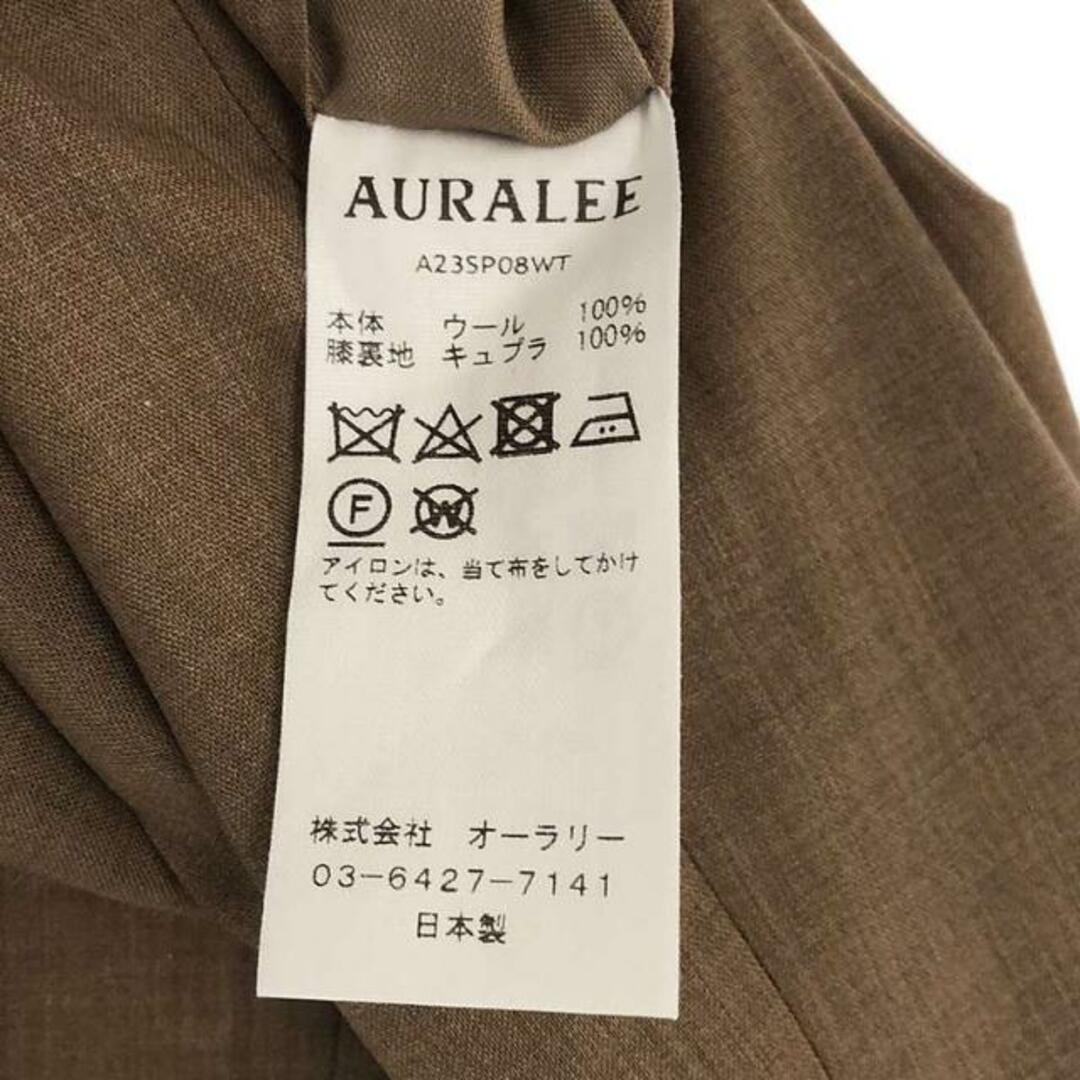 AURALEE
A23SP08WT
本体 ウール 100%
膝裏地 キュプラ 100%
F W
アイロンは、当て布をしてかけ
てください。
株式会社 オーラリー
03-6427-7141
日本製